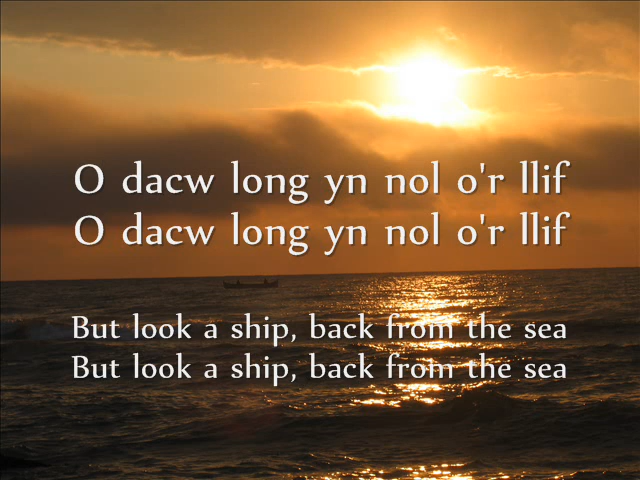 O dacw long yn nol o'r llif
O dacw long yn nol o'r llif
But look a ship, back from the sea
But look a ship, back from the sea